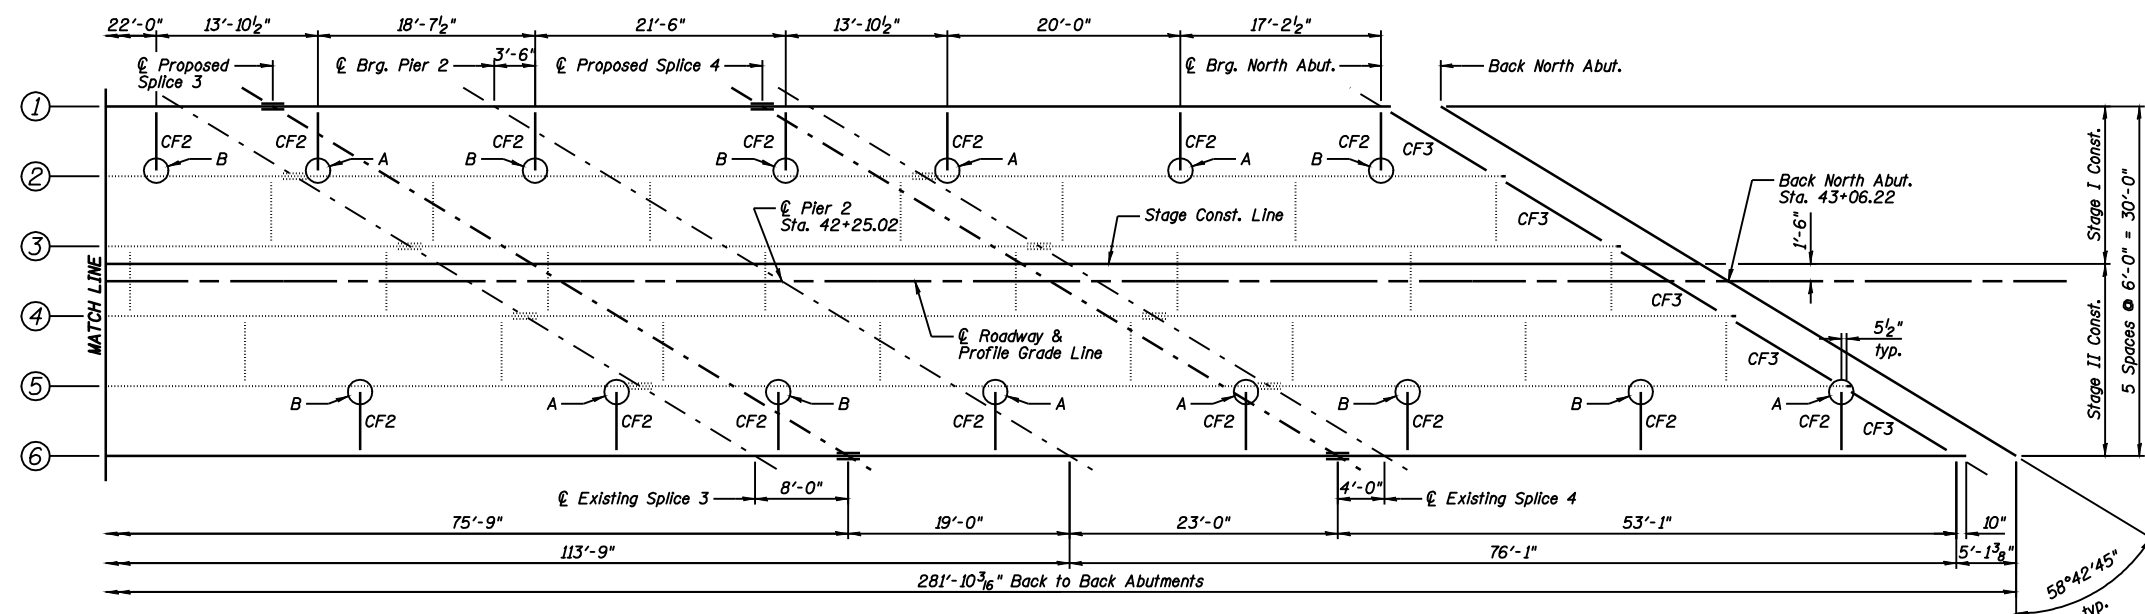 22'-0" 13'-10½" 18'-7½" 21'-6" 13'-10½" 20'-0" 17'-2½"
3'-6"
℄ Proposed
Splice 3
℄ Brg. Pier 2
℄ Proposed Splice 4
℄ Brg. North Abut.
Back North Abut.
1
CF2 CF2 CF2 CF2 CF2 CF2 CF2 CF3
B A B B A A B
2
℄ Pier 2
Sta. 42+25.02
Stage Const. Line
CF3
Back North Abut.
Sta. 43+06.22
1'-6"
Stage I Const.
3
MATCH LINE
CF3
4
℄ Roadway &
Profile Grade Line
5½"
typ.
CF3
Stage II Const.
5 Spaces @ 6'-0" = 30'-0"
5
B A B A A B B A
CF2 CF2 CF2 CF2 CF2 CF2 CF2 CF2 CF3
6
℄ Existing Splice 3
8'-0"
4'-0"
℄ Existing Splice 4
75'-9" 19'-0" 23'-0" 53'-1" 10"
113'-9" 76'-1" 5'-1⅜"
281'-10³⁄₁₆" Back to Back Abutments
58°42'45"
typ.